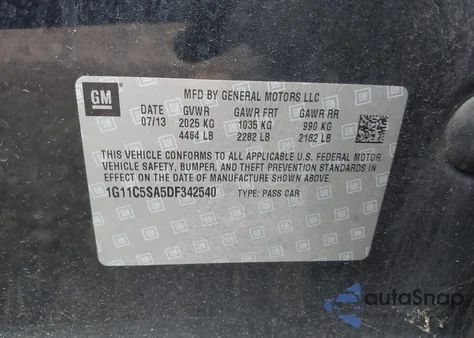 GM
MFD BY GENERAL MOTORS LLC
DATE GVWR GAWR FRT GAWR RR
07/13 2025 KG 1035 KG 990 KG
4464 LB 2282 LB 2182 LB
THIS VEHICLE CONFORMS TO ALL APPLICABLE U.S. FEDERAL MOTOR
VEHICLE SAFETY, BUMPER, AND THEFT PREVENTION STANDARDS IN
EFFECT ON THE DATE OF MANUFACTURE SHOWN ABOVE.
1G11C5SA5DF342540 TYPE: PASS CAR
autoSnap